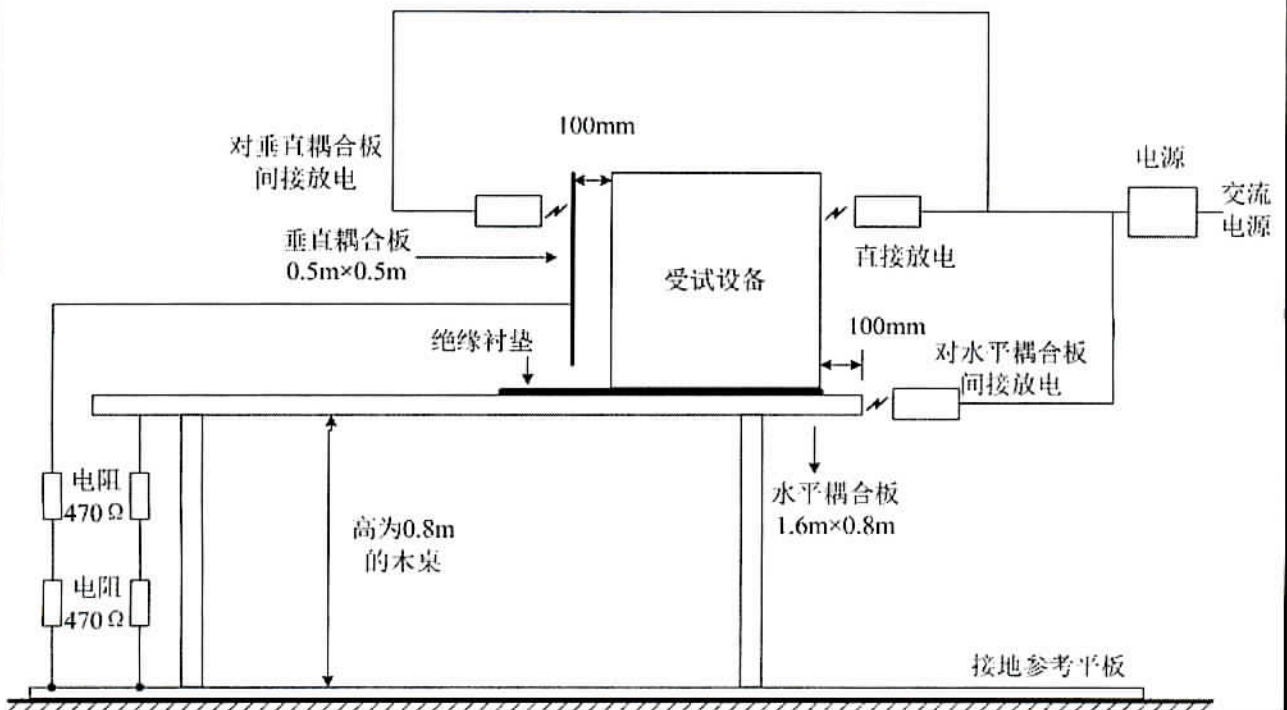 100mm
对垂直耦合板
间接放电
电源
交流
电源
垂直耦合板
0.5m×0.5m
直接放电
受试设备
100mm
绝缘衬垫
对水平耦合板
间接放电
电阻
470Ω
水平耦合板
1.6m×0.8m
高为0.8m
的木桌
电阻
470Ω
接地参考平板